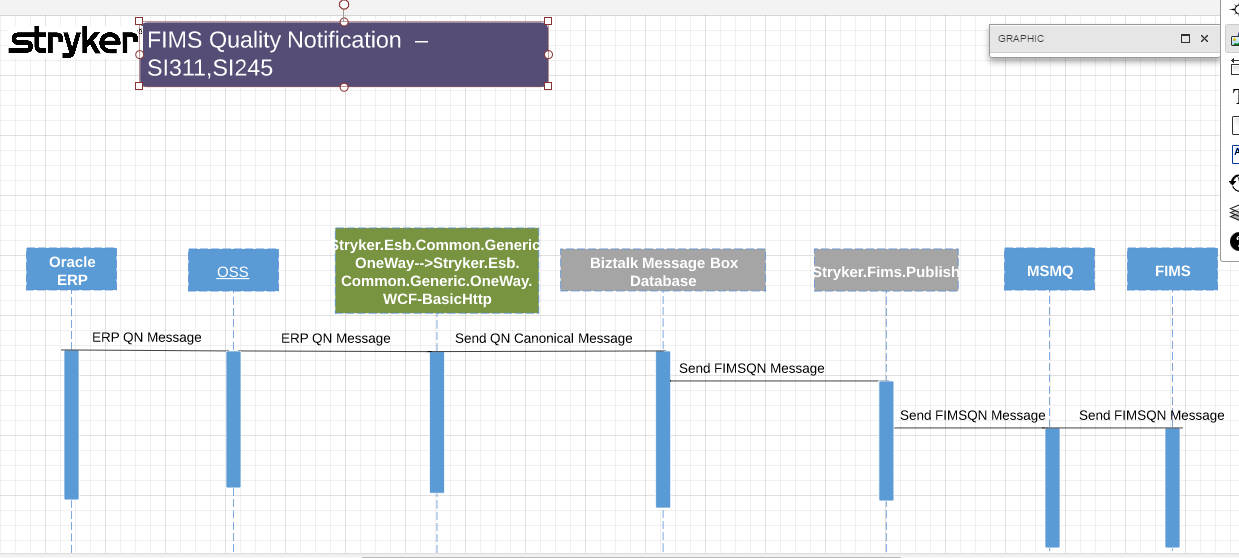 stryker
FIMS Quality Notification –
SI311,SI245
GRAPHIC
Oracle
ERP
OSS
Stryker.Esb.Common.Generic.
OneWay-->Stryker.Esb.
Common.Generic.OneWay.
WCF-BasicHttp
Biztalk Message Box
Database
Stryker.Fims.Publish
MSMQ
FIMS
ERP QN Message
ERP QN Message
Send QN Canonical Message
Send FIMSQN Message
Send FIMSQN Message
Send FIMSQN Message